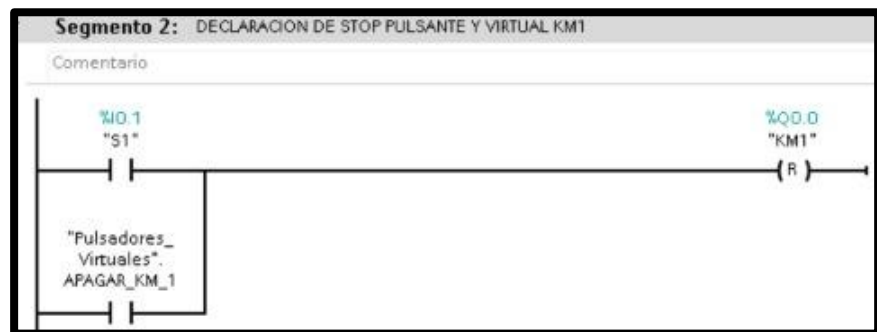 Segmento 2: DECLARACION DE STOP PULSANTE Y VIRTUAL KM1
Comentario
%I0.1
"S1"
%Q0.0
"KM1"
R
"Pulsadores_
Virtuales".
APAGAR_KM_1